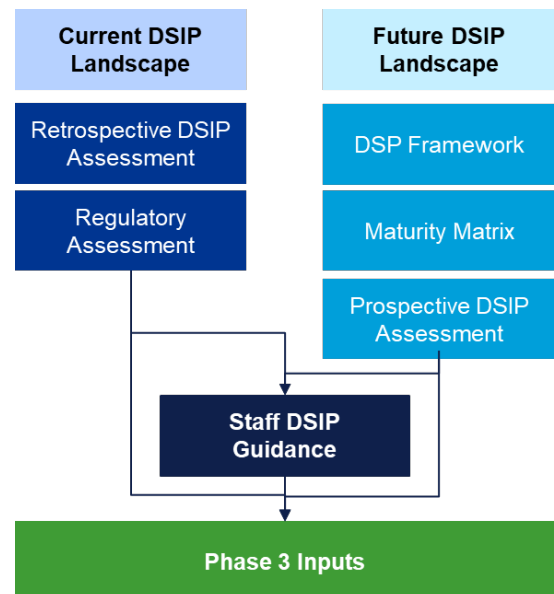 Current DSIP
Landscape
Retrospective DSIP
Assessment
Regulatory
Assessment
Future DSIP
Landscape
DSP Framework
Maturity Matrix
Prospective DSIP
Assessment
Staff DSIP
Guidance
Phase 3 Inputs